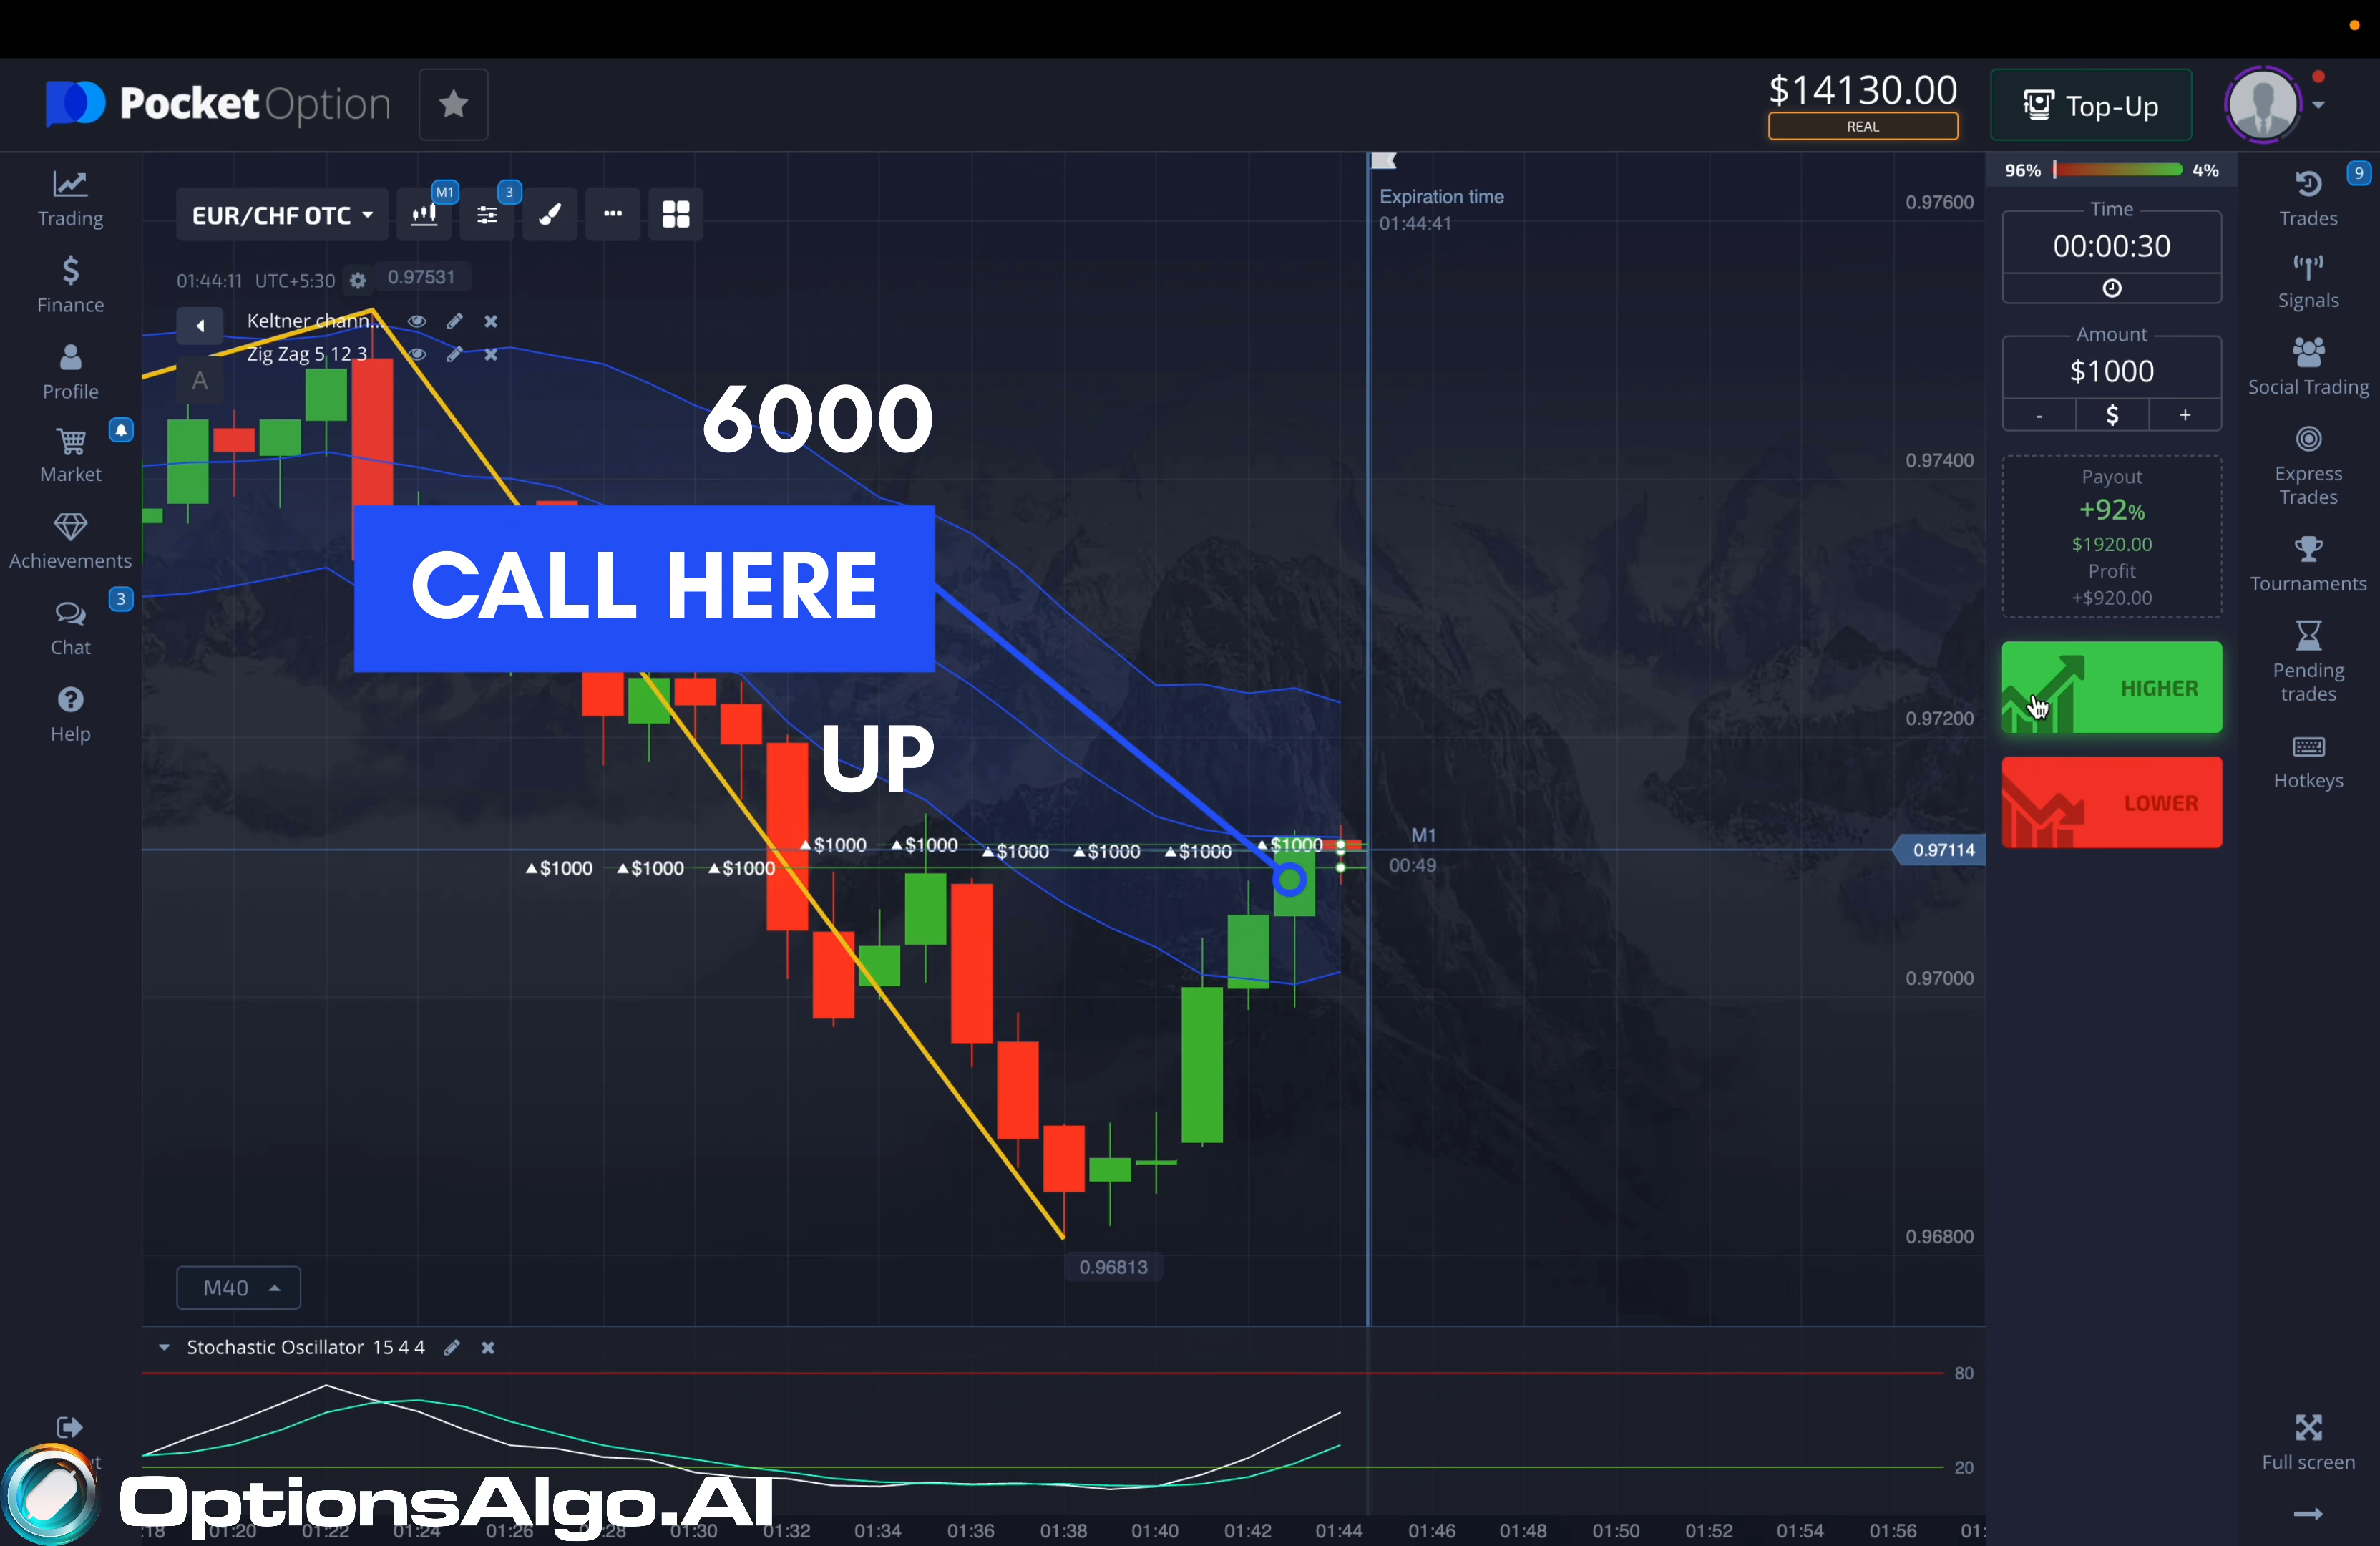 Pocket Option
$14130.00
REAL
Top-Up
Trading
Finance
Profile
Market
Achievements
3
Chat
Help
EUR/CHF OTC
M1
3
01:44:11 UTC+5:30
0.97531
Keltner chann...
Zig Zag 5 12 3
A
6000
CALL HERE
UP
Expiration time
01:44:41
$1000
$1000
$1000
$1000
$1000
$1000
$1000
$1000
$1000
M1
00:49
0.96813
0.97600
0.97400
0.97200
0.97114
0.97000
0.96800
M40
Stochastic Oscillator 15 4 4
80
20
96%
4%
Time
00:00:30
Amount
$1000
- $ +
Payout
+92%
$1920.00
Profit
+$920.00
HIGHER
LOWER
9
Trades
Signals
Social Trading
Express
Trades
Tournaments
Pending
trades
Hotkeys
Full screen
OptionsAlgo.AI
:18 01:20 01:22 01:24 01:26 :28 01:30 01:32 01:34 01:36 01:38 01:40 01:42 01:44 01:46 01:48 01:50 01:52 01:54 01:56 01: